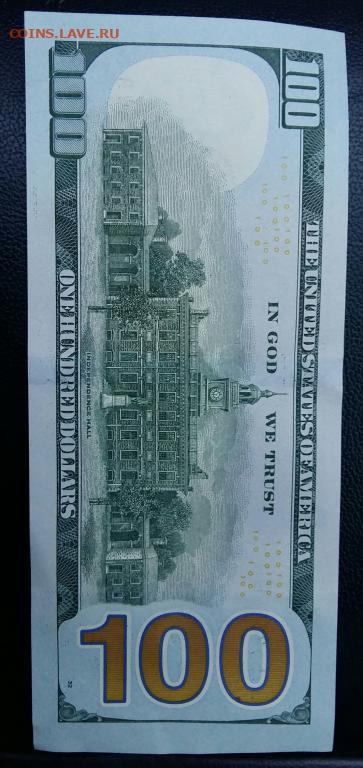 COINS.LAVE.RU
100
100
THE UNITED STATES OF AMERICA
IN GOD WE TRUST
INDEPENDENCE HALL
ONE HUNDRED DOLLARS
100